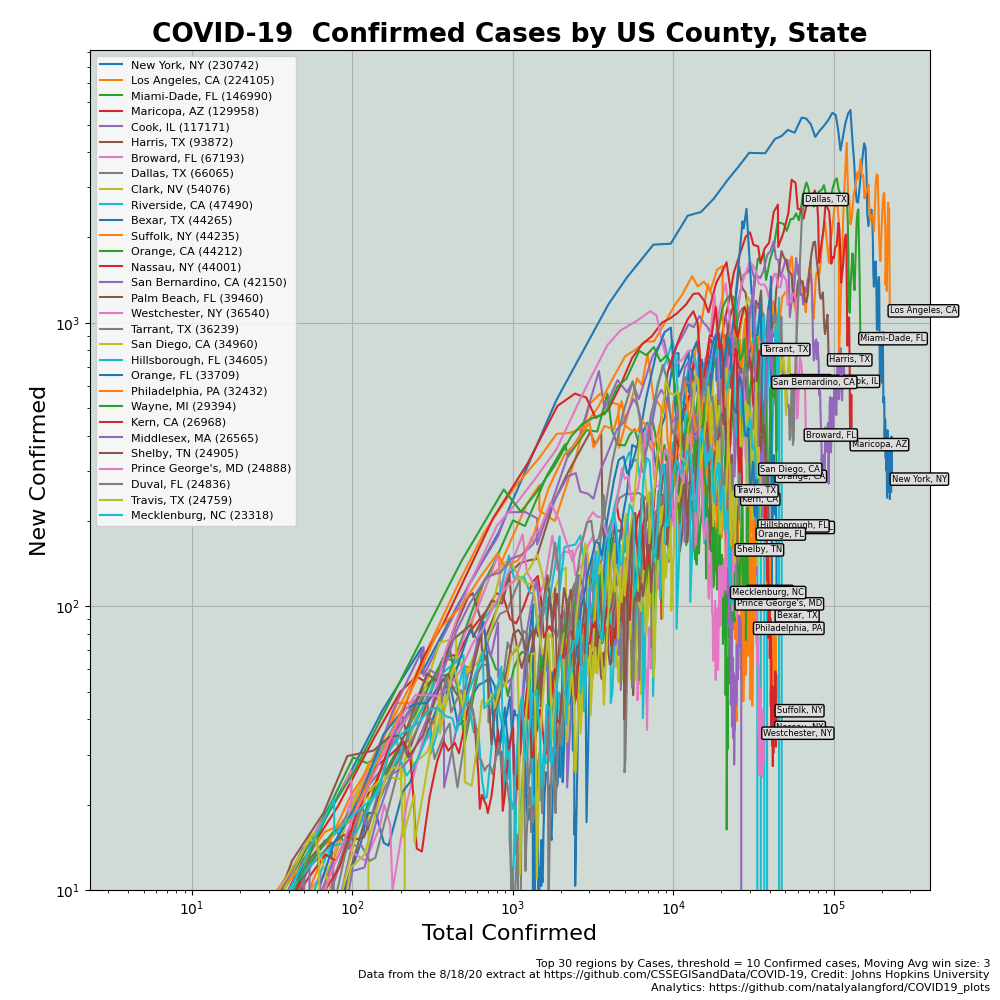 COVID-19  Confirmed Cases by US County, State
New York, NY (230742)
Los Angeles, CA (224105)
Miami-Dade, FL (146990)
Maricopa, AZ (129958)
Cook, IL (117171)
Harris, TX (93872)
Broward, FL (67193)
Dallas, TX (66065)
Clark, NV (54076)
Riverside, CA (47490)
Bexar, TX (44265)
Suffolk, NY (44235)
Orange, CA (44212)
Nassau, NY (44001)
San Bernardino, CA (42150)
Palm Beach, FL (39460)
Westchester, NY (36540)
Tarrant, TX (36239)
San Diego, CA (34960)
Hillsborough, FL (34605)
Orange, FL (33709)
Philadelphia, PA (32432)
Wayne, MI (29394)
Kern, CA (26968)
Middlesex, MA (26565)
Shelby, TN (24905)
Prince George's, MD (24888)
Duval, FL (24836)
Travis, TX (24759)
Mecklenburg, NC (23318)
Dallas, TX
Los Angeles, CA
Miami-Dade, FL
Tarrant, TX
Harris, TX
San Bernardino, CA
IL
Broward, FL
Maricopa, AZ
San Diego, CA
Orange, CA
New York, NY
Travis, TX
Kern, CA
Hillsborough, FL
Orange, FL
Shelby, TN
Mecklenburg, NC
Prince George's, MD
Bexar, TX
Philadelphia, PA
Suffolk, NY
Nassau, NY
Westchester, NY
10³
10²
10¹
10¹
10²
10³
10⁴
10⁵
New Confirmed
Total Confirmed
Top 30 regions by Cases, threshold = 10 Confirmed cases, Moving Avg win size: 3
Data from the 8/18/20 extract at https://github.com/CSSEGISandData/COVID-19, Credit: Johns Hopkins University
Analytics: https://github.com/natalyalangford/COVID19_plots